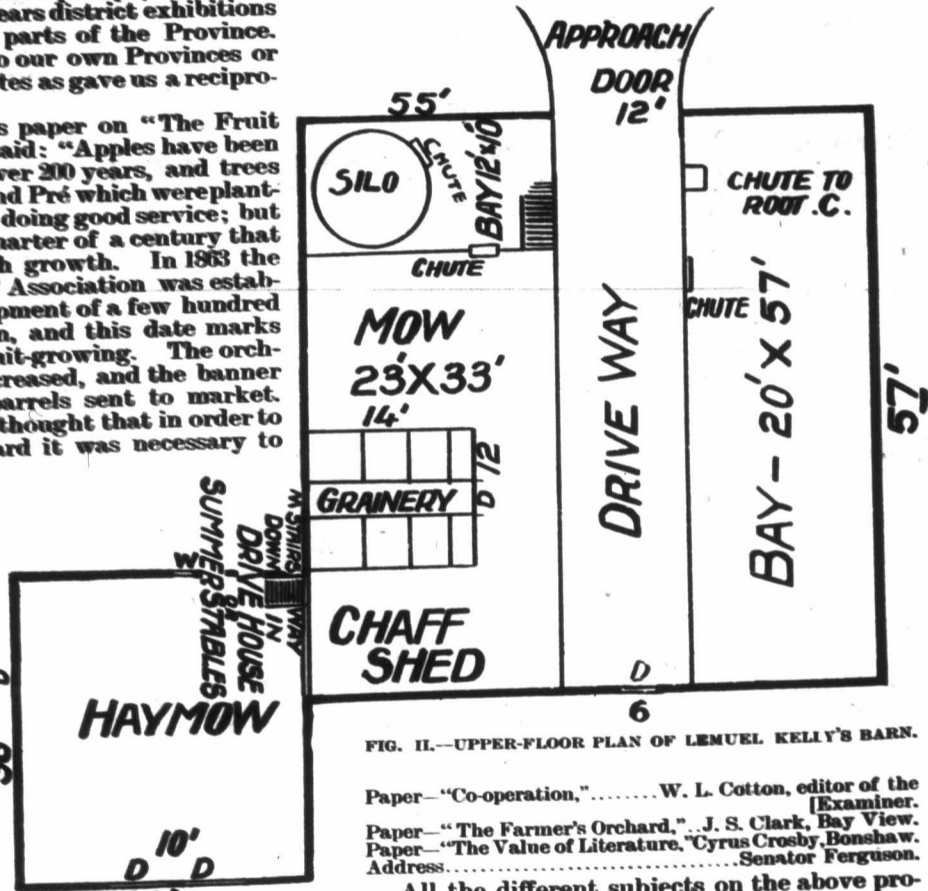 ears district exhibitions
parts of the Province.
o our own Provinces or
tes as gave us a recipro-
s paper on "The Fruit
aid: "Apples have been
ver 200 years, and trees
nd Pré which were plant-
doing good service; but
uarter of a century that
h growth. In 1863 the
Association was estab-
pment of a few hundred
n, and this date marks
uit-growing. The orch-
creased, and the banner
barrels sent to market.
thought that in order to
ard it was necessary to
APPROACH
DOOR
12'
55'
SILO
CHUTE
BAY 12'x40'
CHUTE
CHUTE TO
ROOT.C.
CHUTE
MOW
23'X33'
14'
GRAINERY
D 12
DRIVE WAY
BAY - 20' X 57'
57'
CHAFF
SHED
D
6
W
STAIRS
DOWN
IN
WAY
DRIVE HOUSE
OR
SUMMER STABLES
HAYMOW
10'
D D
FIG. II.—UPPER-FLOOR PLAN OF LEMUEL KELLY'S BARN.
Paper—"Co-operation,"........W. L. Cotton, editor of the
[Examiner.
Paper—"The Farmer's Orchard,"..J. S. Clark, Bay View.
Paper—"The Value of Literature,"Cyrus Crosby, Bonshaw.
Address..............................Senator Ferguson.
All the different subjects on the above pro-